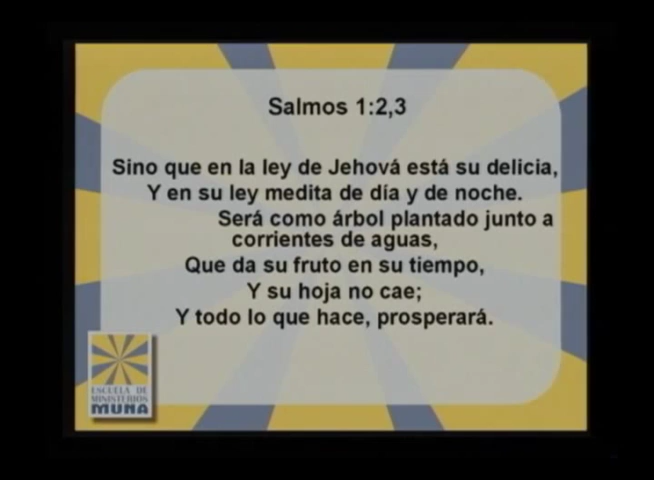 Salmos 1:2,3
Sino que en la ley de Jehová está su delicia,
Y en su ley medita de día y de noche.
Será como árbol plantado junto a
corrientes de aguas,
Que da su fruto en su tiempo,
Y su hoja no cae;
Y todo lo que hace, prosperará.
ESCUELA DE
MINISTERIOS
MUNA